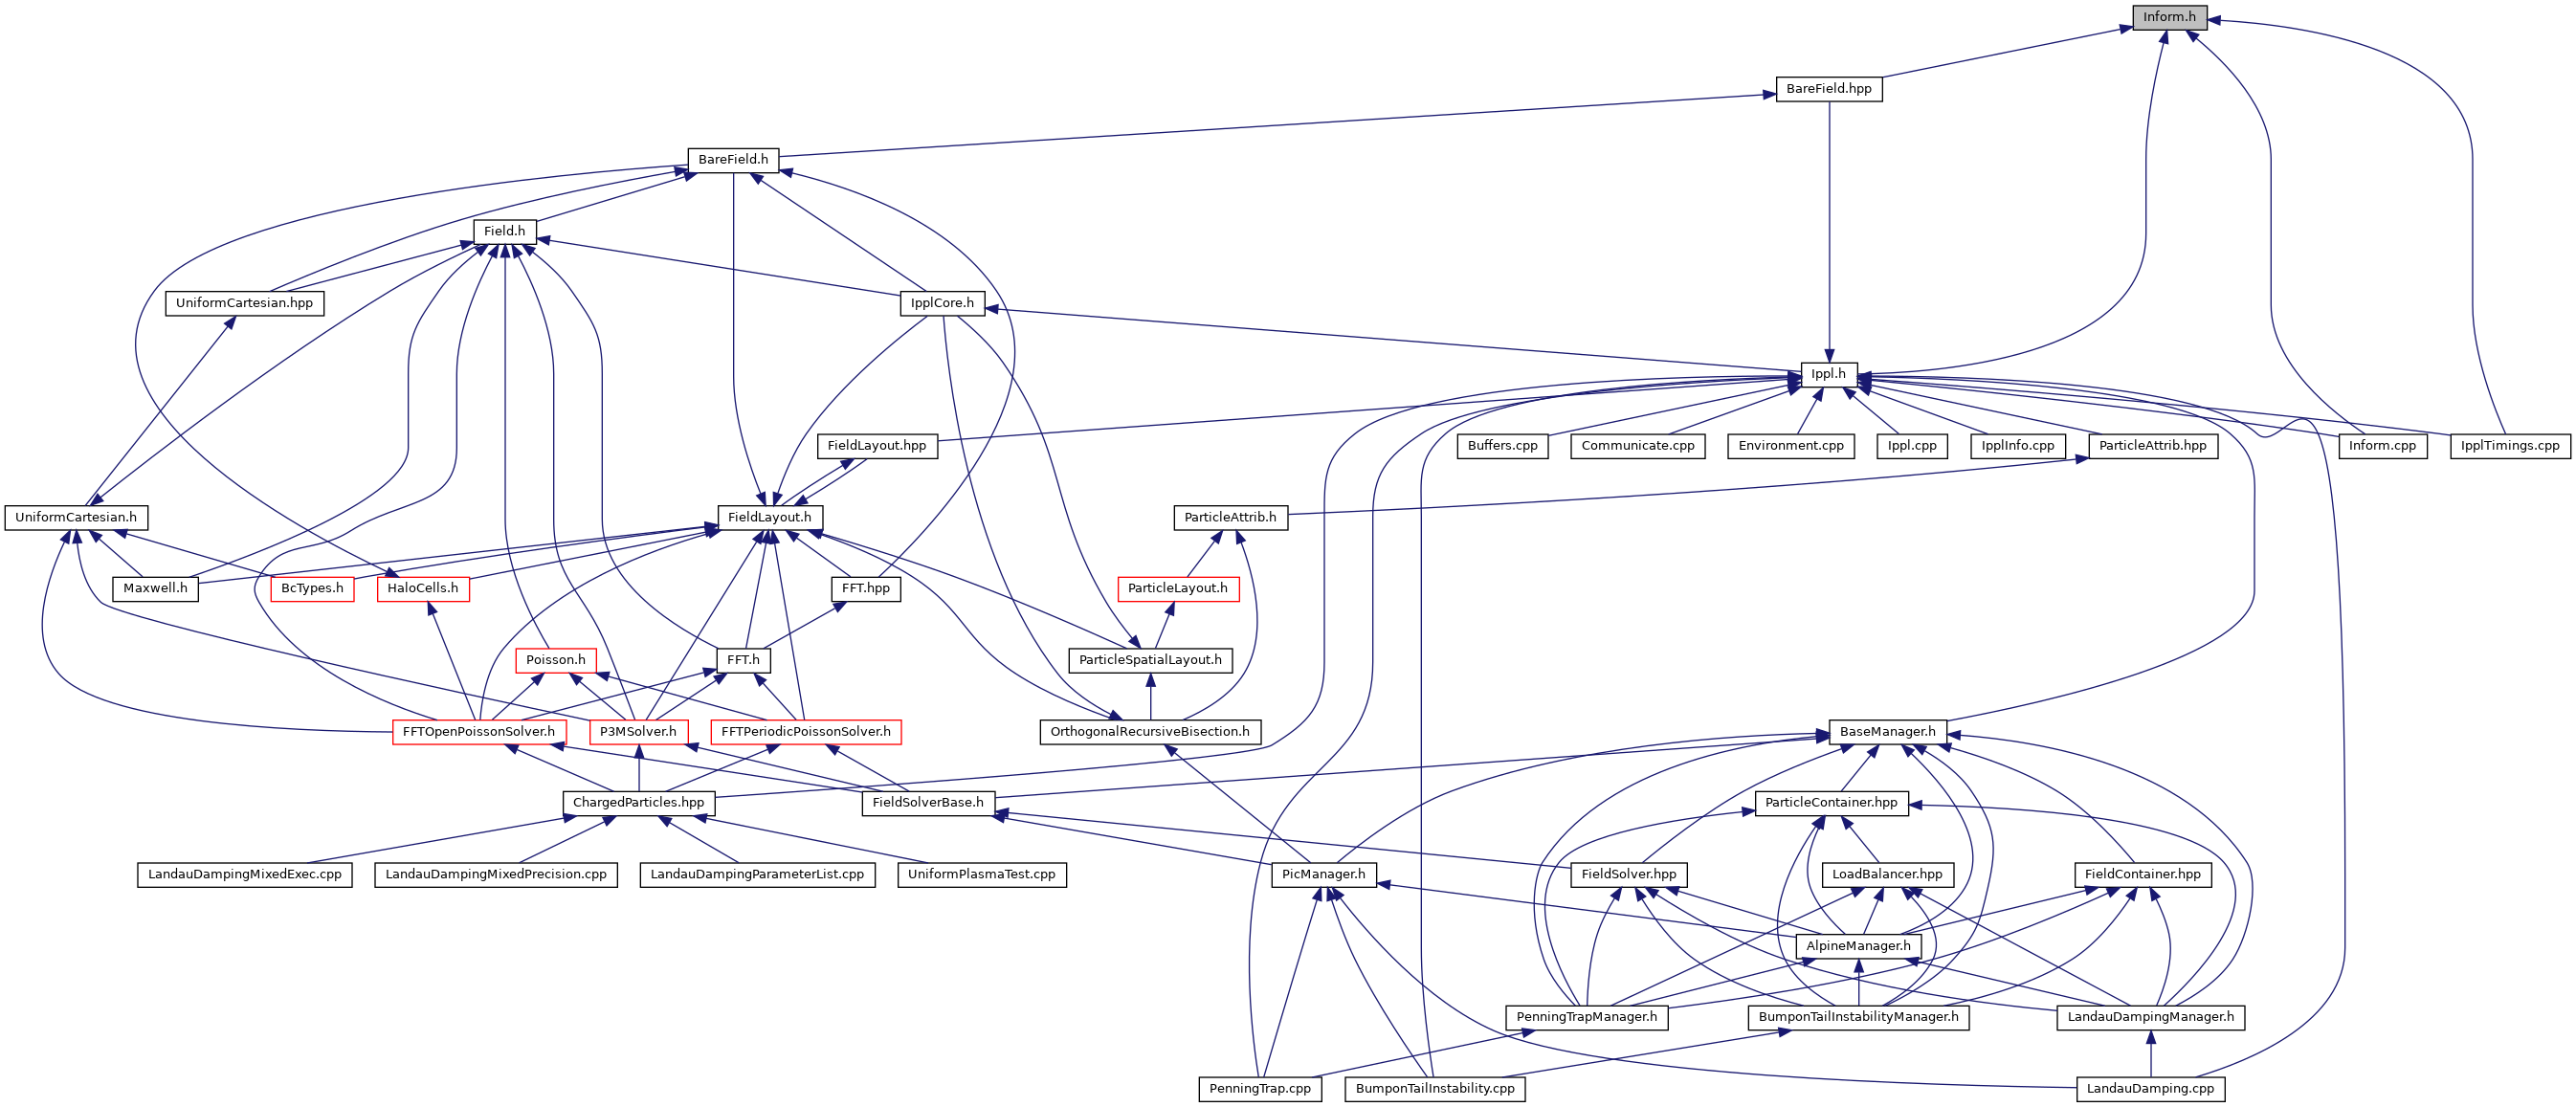 Inform.h
BareField.hpp
BareField.h
Field.h
UniformCartesian.hpp
IpplCore.h
Ippl.h
FieldLayout.hpp
Buffers.cpp
Communicate.cpp
Environment.cpp
Ippl.cpp
IpplInfo.cpp
ParticleAttrib.hpp
Inform.cpp
IpplTimings.cpp
UniformCartesian.h
FieldLayout.h
ParticleAttrib.h
Maxwell.h
BcTypes.h
HaloCells.h
FFT.hpp
ParticleLayout.h
Poisson.h
FFT.h
ParticleSpatialLayout.h
FFTOpenPoissonSolver.h
P3MSolver.h
FFTPeriodicPoissonSolver.h
OrthogonalRecursiveBisection.h
BaseManager.h
ChargedParticles.hpp
FieldSolverBase.h
ParticleContainer.hpp
LandauDampingMixedExec.cpp
LandauDampingMixedPrecision.cpp
LandauDampingParameterList.cpp
UniformPlasmaTest.cpp
PicManager.h
FieldSolver.hpp
LoadBalancer.hpp
FieldContainer.hpp
AlpineManager.h
PenningTrapManager.h
BumponTailInstabilityManager.h
LandauDampingManager.h
PenningTrap.cpp
BumponTailInstability.cpp
LandauDamping.cpp